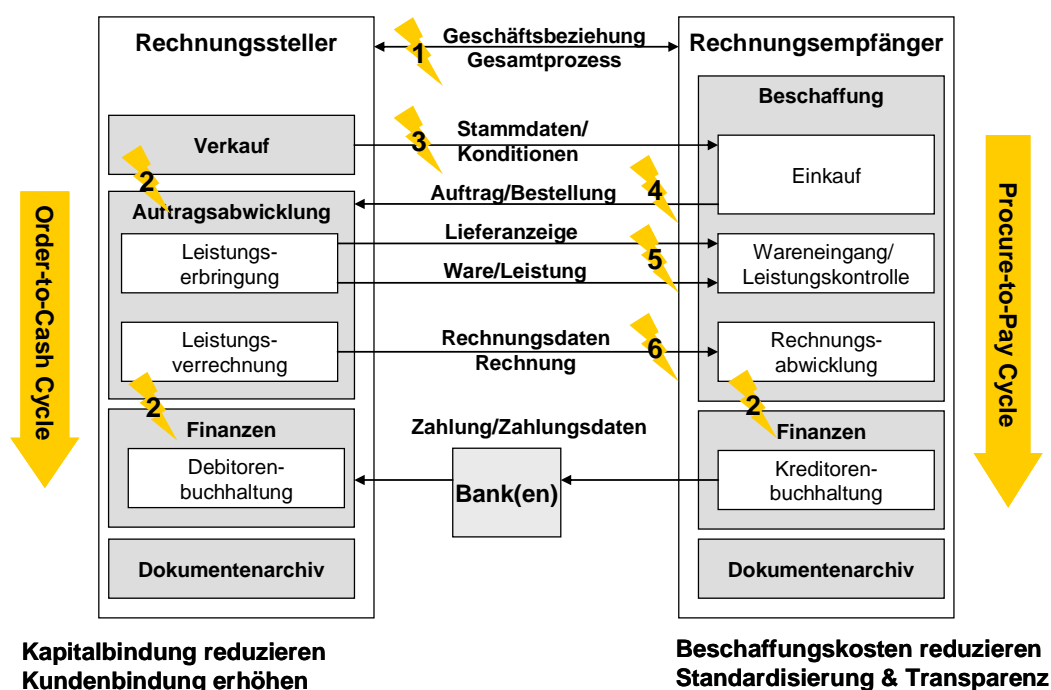 Rechnungssteller
Geschäftsbeziehung
Gesamtprozess
1
Rechnungsempfänger
Beschaffung
Verkauf
3
Stammdaten/
Konditionen
Einkauf
2
Auftrag/Bestellung
4
Auftragsabwicklung
Lieferanzeige
Leistungs-
erbringung
Ware/Leistung
5
Wareneingang/
Leistungskontrolle
Leistungs-
verrechnung
Rechnungsdaten
Rechnung
6
Rechnungs-
abwicklung
2
2
Finanzen
Zahlung/Zahlungsdaten
Finanzen
Debitoren-
buchhaltung
Bank(en)
Kreditoren-
buchhaltung
Dokumentenarchiv
Dokumentenarchiv
Order-to-Cash Cycle
Procure-to-Pay Cycle
Kapitalbindung reduzieren
Kundenbindung erhöhen
Beschaffungskosten reduzieren
Standardisierung & Transparenz